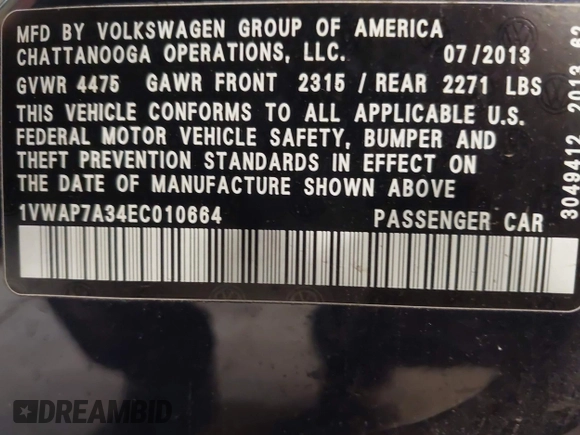 MFD BY VOLKSWAGEN GROUP OF AMERICA
CHATTANOOGA OPERATIONS, LLC. 07/2013
GVWR 4475 GAWR FRONT 2315 / REAR 2271 LBS
THIS VEHICLE CONFORMS TO ALL APPLICABLE U.S.
FEDERAL MOTOR VEHICLE SAFETY, BUMPER AND
THEFT PREVENTION STANDARDS IN EFFECT ON
THE DATE OF MANUFACTURE SHOWN ABOVE
1VWAP7A34EC010664 PASSENGER CAR
3049412 2013
DREAMBID